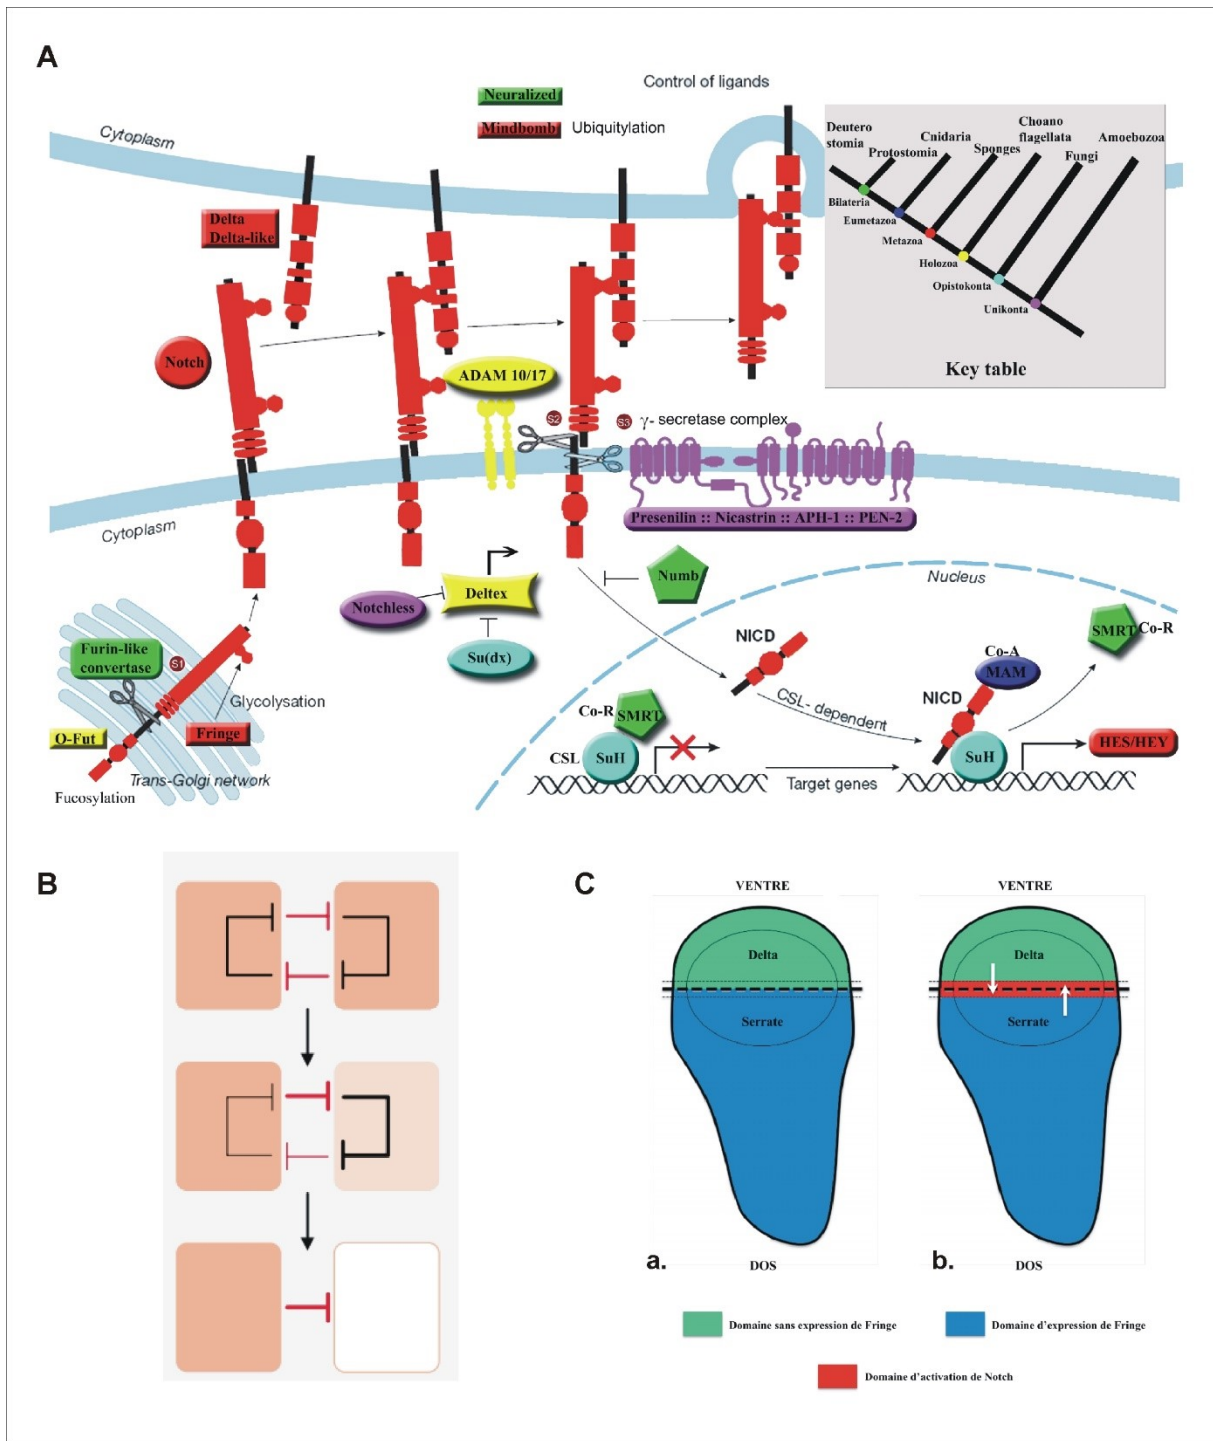 A
Control of ligands
Neuralized
Mindbomb Ubiquitylation
Cytoplasm
Delta
Delta-like
Notch
ADAM 10/17
S2
S3
γ- secretase complex
Presenilin :: Nicastrin :: APH-1 :: PEN-2
Deutero
stomia
Protostomia
Cnidaria
Sponges
Choano
flagellata
Fungi
Amoebozoa
Bilateria
Eumetazoa
Metazoa
Holozoa
Opistokonta
Unikonta
Key table
Cytoplasm
Notchless
Deltex
Su(dx)
Numb
Nucleus
Furin-like
convertase
S1
Glycolysation
O-Fut
Fringe
Trans-Golgi network
Fucosylation
NICD
CSL- dependent
Co-R
SMRT
CSL
SuH
Target genes
NICD
Co-A
MAM
SuH
SMRT
Co-R
HES/HEY
B
C
VENTRE
Delta
Serrate
a.
DOS
VENTRE
Delta
Serrate
b.
DOS
Domaine sans expression de Fringe
Domaine d'expression de Fringe
Domaine d'activation de Notch